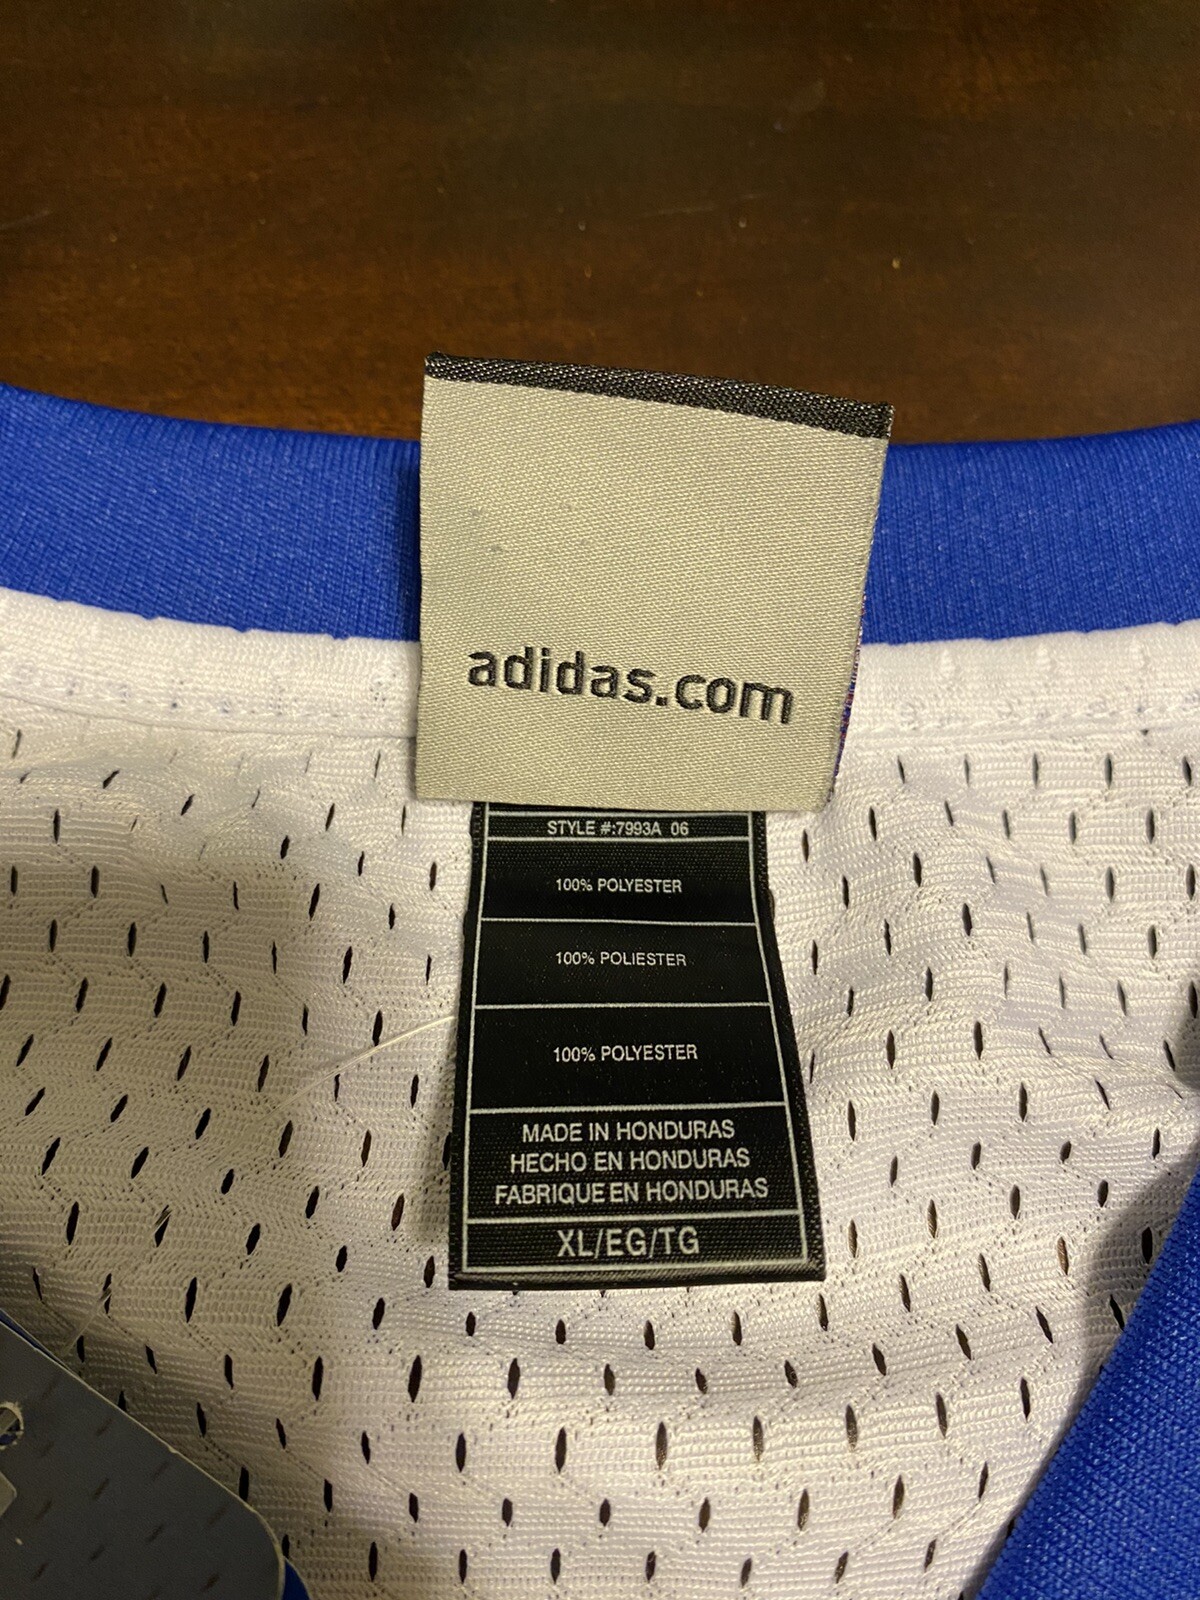 adidas.com
STYLE #:7993A 06
100% POLYESTER
100% POLIESTER
100% POLYESTER
MADE IN HONDURAS
HECHO EN HONDURAS
FABRIQUE EN HONDURAS
XL/EG/TG